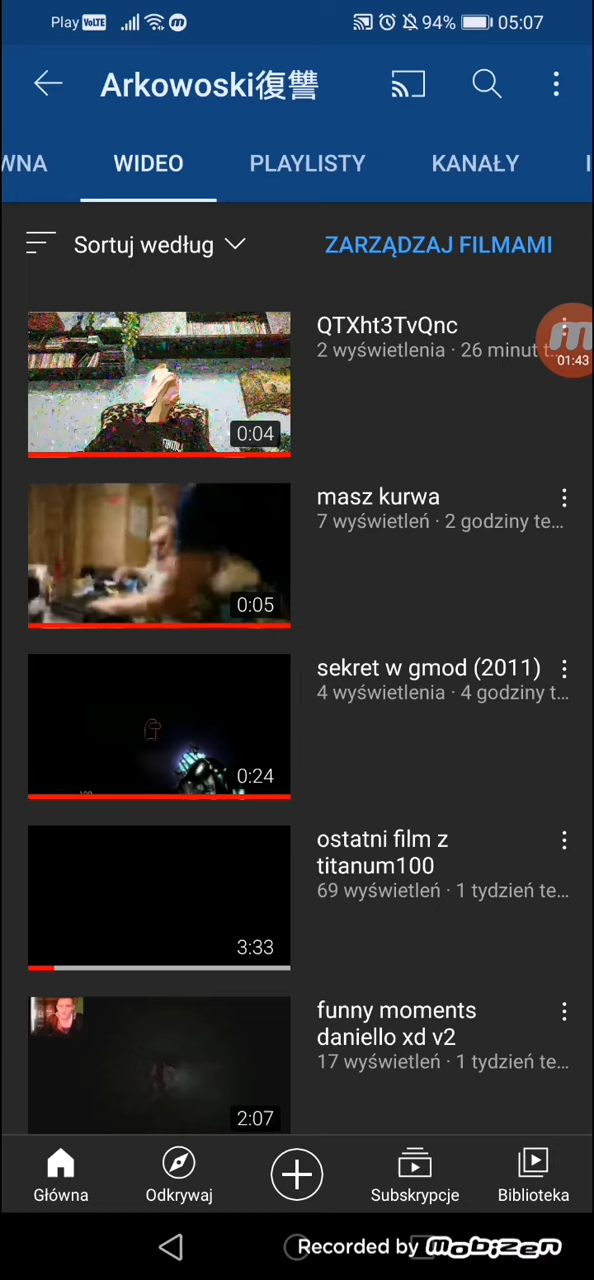 Play VoLTE 94% 05:07
Arkowoski復讐
WNA WIDEO PLAYLISTY KANAŁY
Sortuj według ZARZĄDZAJ FILMAMI
QTXht3TvQnc
2 wyświetlenia · 26 minut t…
01:43
0:04
masz kurwa
7 wyświetleń · 2 godziny te…
0:05
sekret w gmod (2011)
4 wyświetlenia · 4 godziny t…
100
0:24
ostatni film z
titanum100
69 wyświetleń · 1 tydzień te…
3:33
funny moments
daniello xd v2
17 wyświetleń · 1 tydzień te…
2:07
Główna Odkrywaj Subskrypcje Biblioteka
Recorded by mobizen